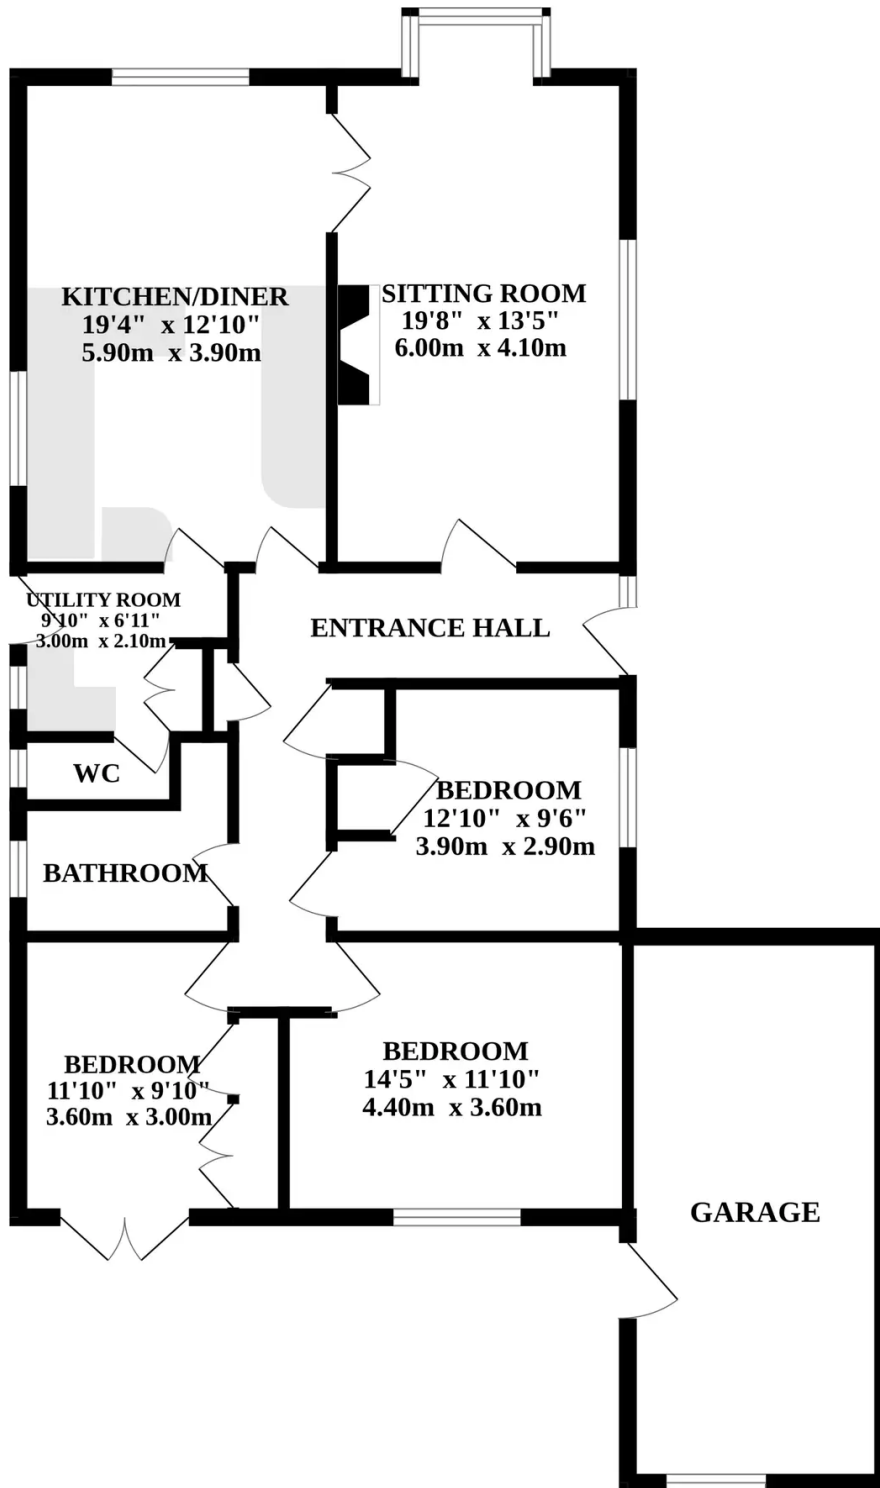 KITCHEN/DINER
19'4" x 12'10"
5.90m x 3.90m
SITTING ROOM
19'8" x 13'5"
6.00m x 4.10m
UTILITY ROOM
9'10" x 6'11"
3.00m x 2.10m
ENTRANCE HALL
WC
BEDROOM
12'10" x 9'6"
3.90m x 2.90m
BATHROOM
BEDROOM
11'10" x 9'10"
3.60m x 3.00m
BEDROOM
14'5" x 11'10"
4.40m x 3.60m
GARAGE